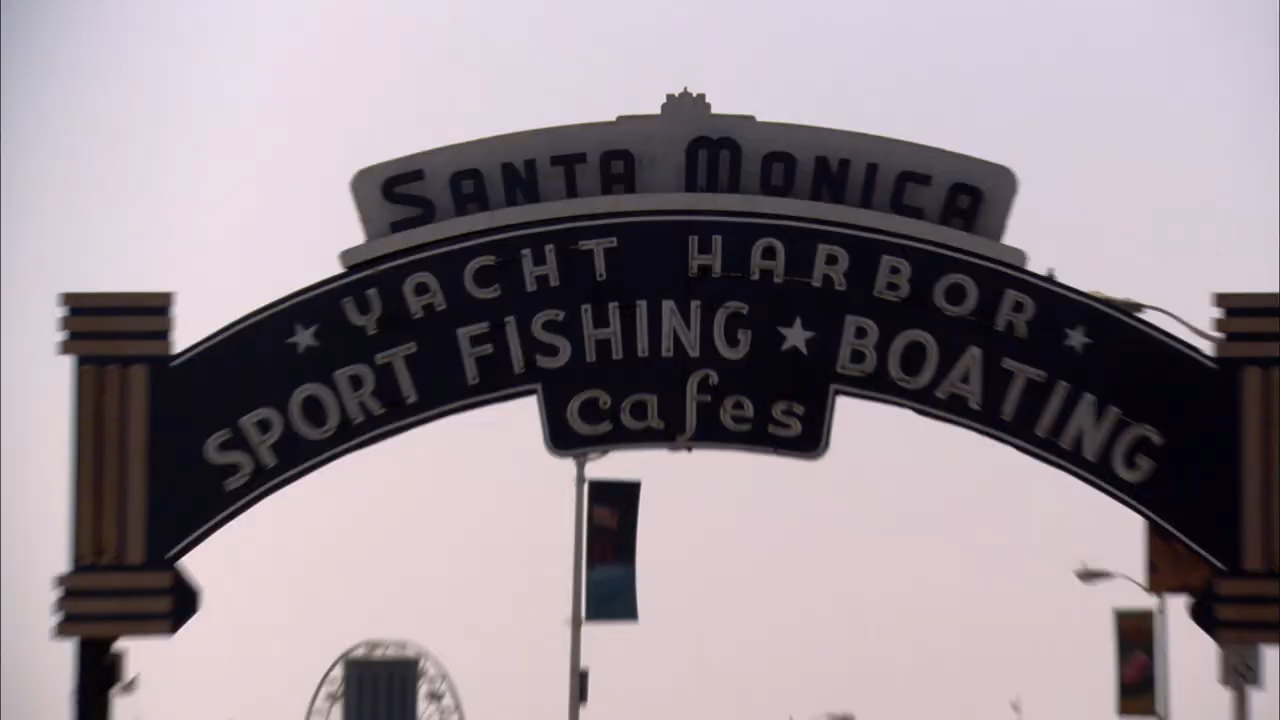 SANTA MONICA
YACHT HARBOR
SPORT FISHING ★ BOATING
cafes